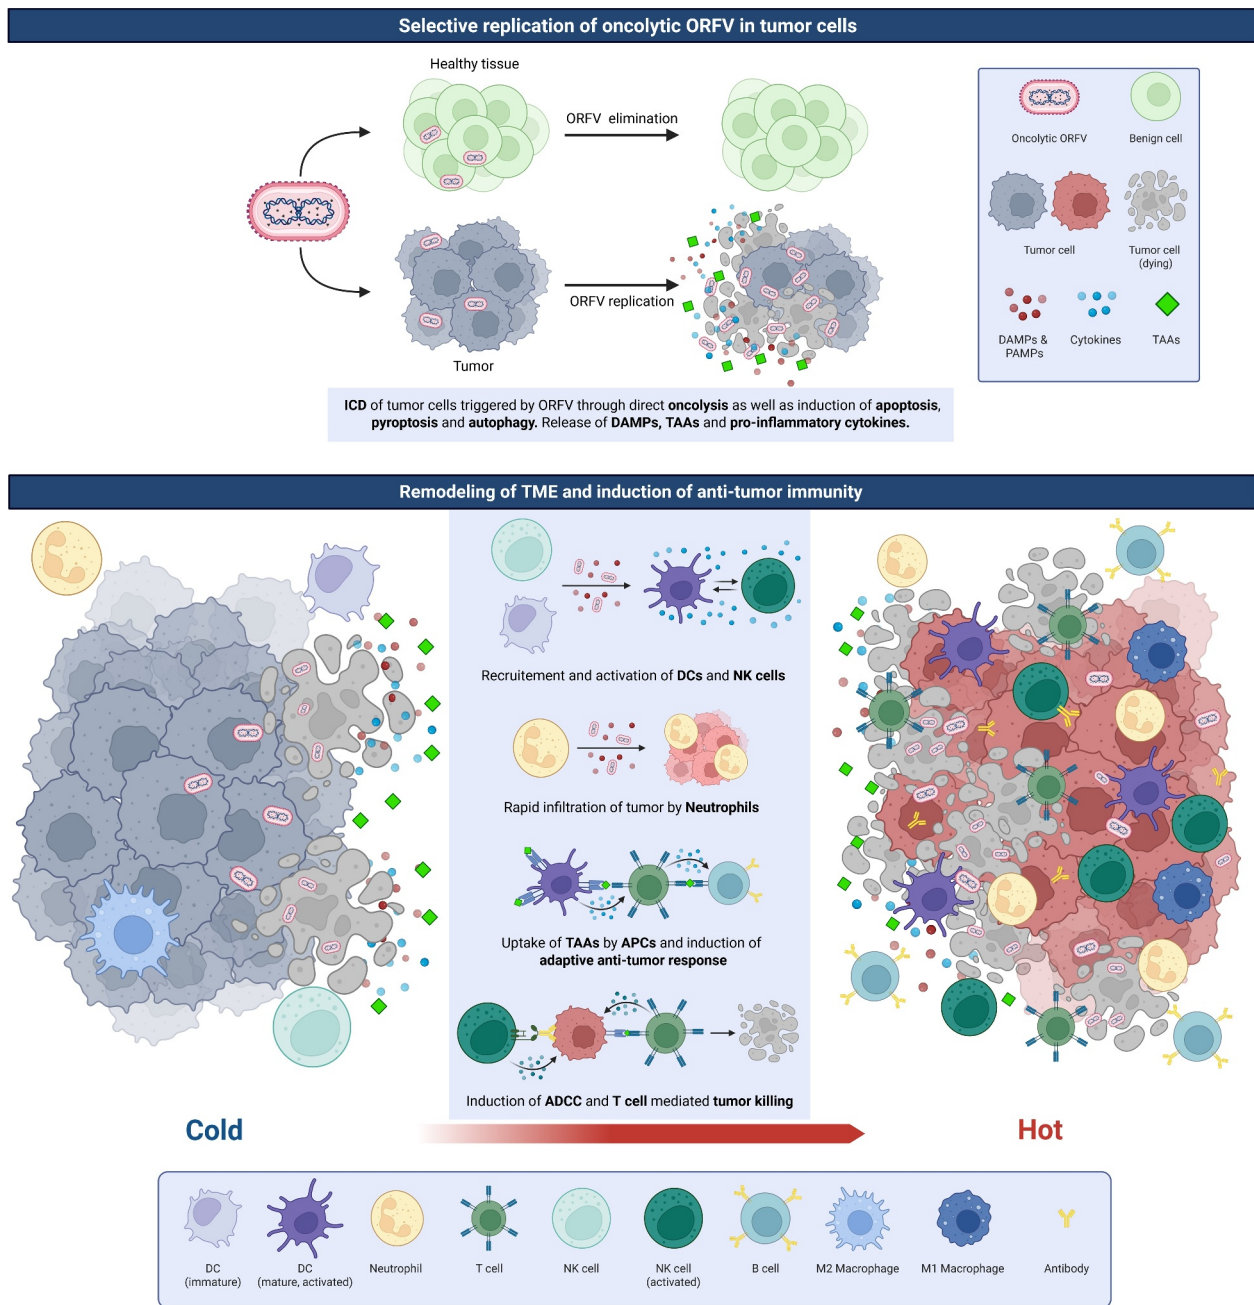 Selective replication of oncolytic ORFV in tumor cells
Healthy tissue
ORFV elimination
ORFV replication
Tumor
Oncolytic ORFV
Benign cell
Tumor cell
Tumor cell
(dying)
DAMPs &
PAMPs
Cytokines
TAAs
ICD of tumor cells triggered by ORFV through direct oncolysis as well as induction of apoptosis,
pyroptosis and autophagy. Release of DAMPs, TAAs and pro-inflammatory cytokines.
Remodeling of TME and induction of anti-tumor immunity
Recruitement and activation of DCs and NK cells
Rapid infiltration of tumor by Neutrophils
Uptake of TAAs by APCs and induction of
adaptive anti-tumor response
Induction of ADCC and T cell mediated tumor killing
Cold
Hot
DC
(immature)
DC
(mature, activated)
Neutrophil
T cell
NK cell
NK cell
(activated)
B cell
M2 Macrophage
M1 Macrophage
Antibody